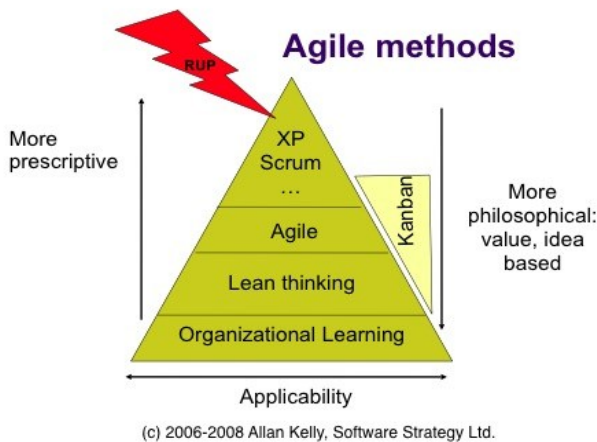 Agile methods
RUP
More
prescriptive
XP
Scrum
...
Agile
Lean thinking
Organizational Learning
Kanban
More
philosophical:
value, idea
based
Applicability
(c) 2006-2008 Allan Kelly, Software Strategy Ltd.